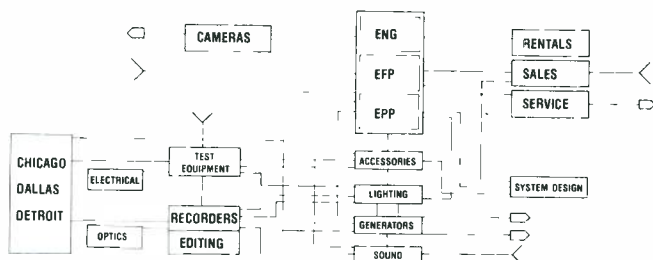 CAMERAS
ENG
EFP
EPP
RENTALS
SALES
SERVICE
CHICAGO
DALLAS
DETROIT
ELECTRICAL
OPTICS
TEST
EQUIPMENT
RECORDERS
EDITING
ACCESSORIES
LIGHTING
GENERATORS
SOUND
SYSTEM DESIGN